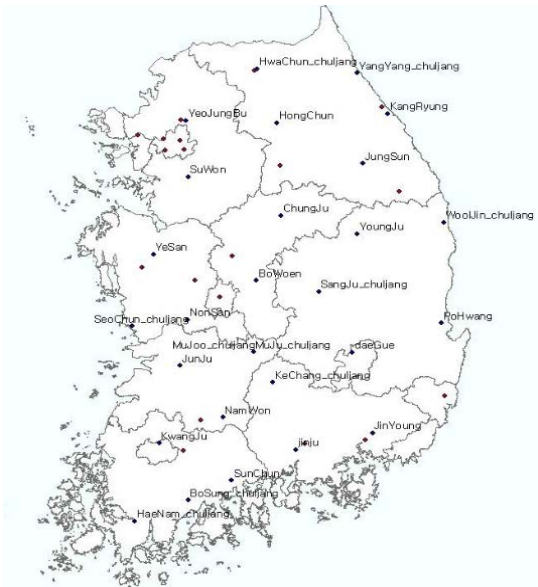 HwaChun_chuljang
YangYang_chuljang
YeoJungBu
KangRyung
HongChun
JungSun
SuWon
ChungJu
WoolJin_chuljang
YoungJu
YeSan
BoWoen
SangJu_chuljang
SeoChun_chuljang
NonSan
PoHwang
MuJoo_chuljang
MuJu_chuljang
daeGue
JunJu
KeChang_chuljang
NamWon
JinYoung
KwangJu
jinju
SunChun
BoSung_chuljang
HaeNam_chuljang